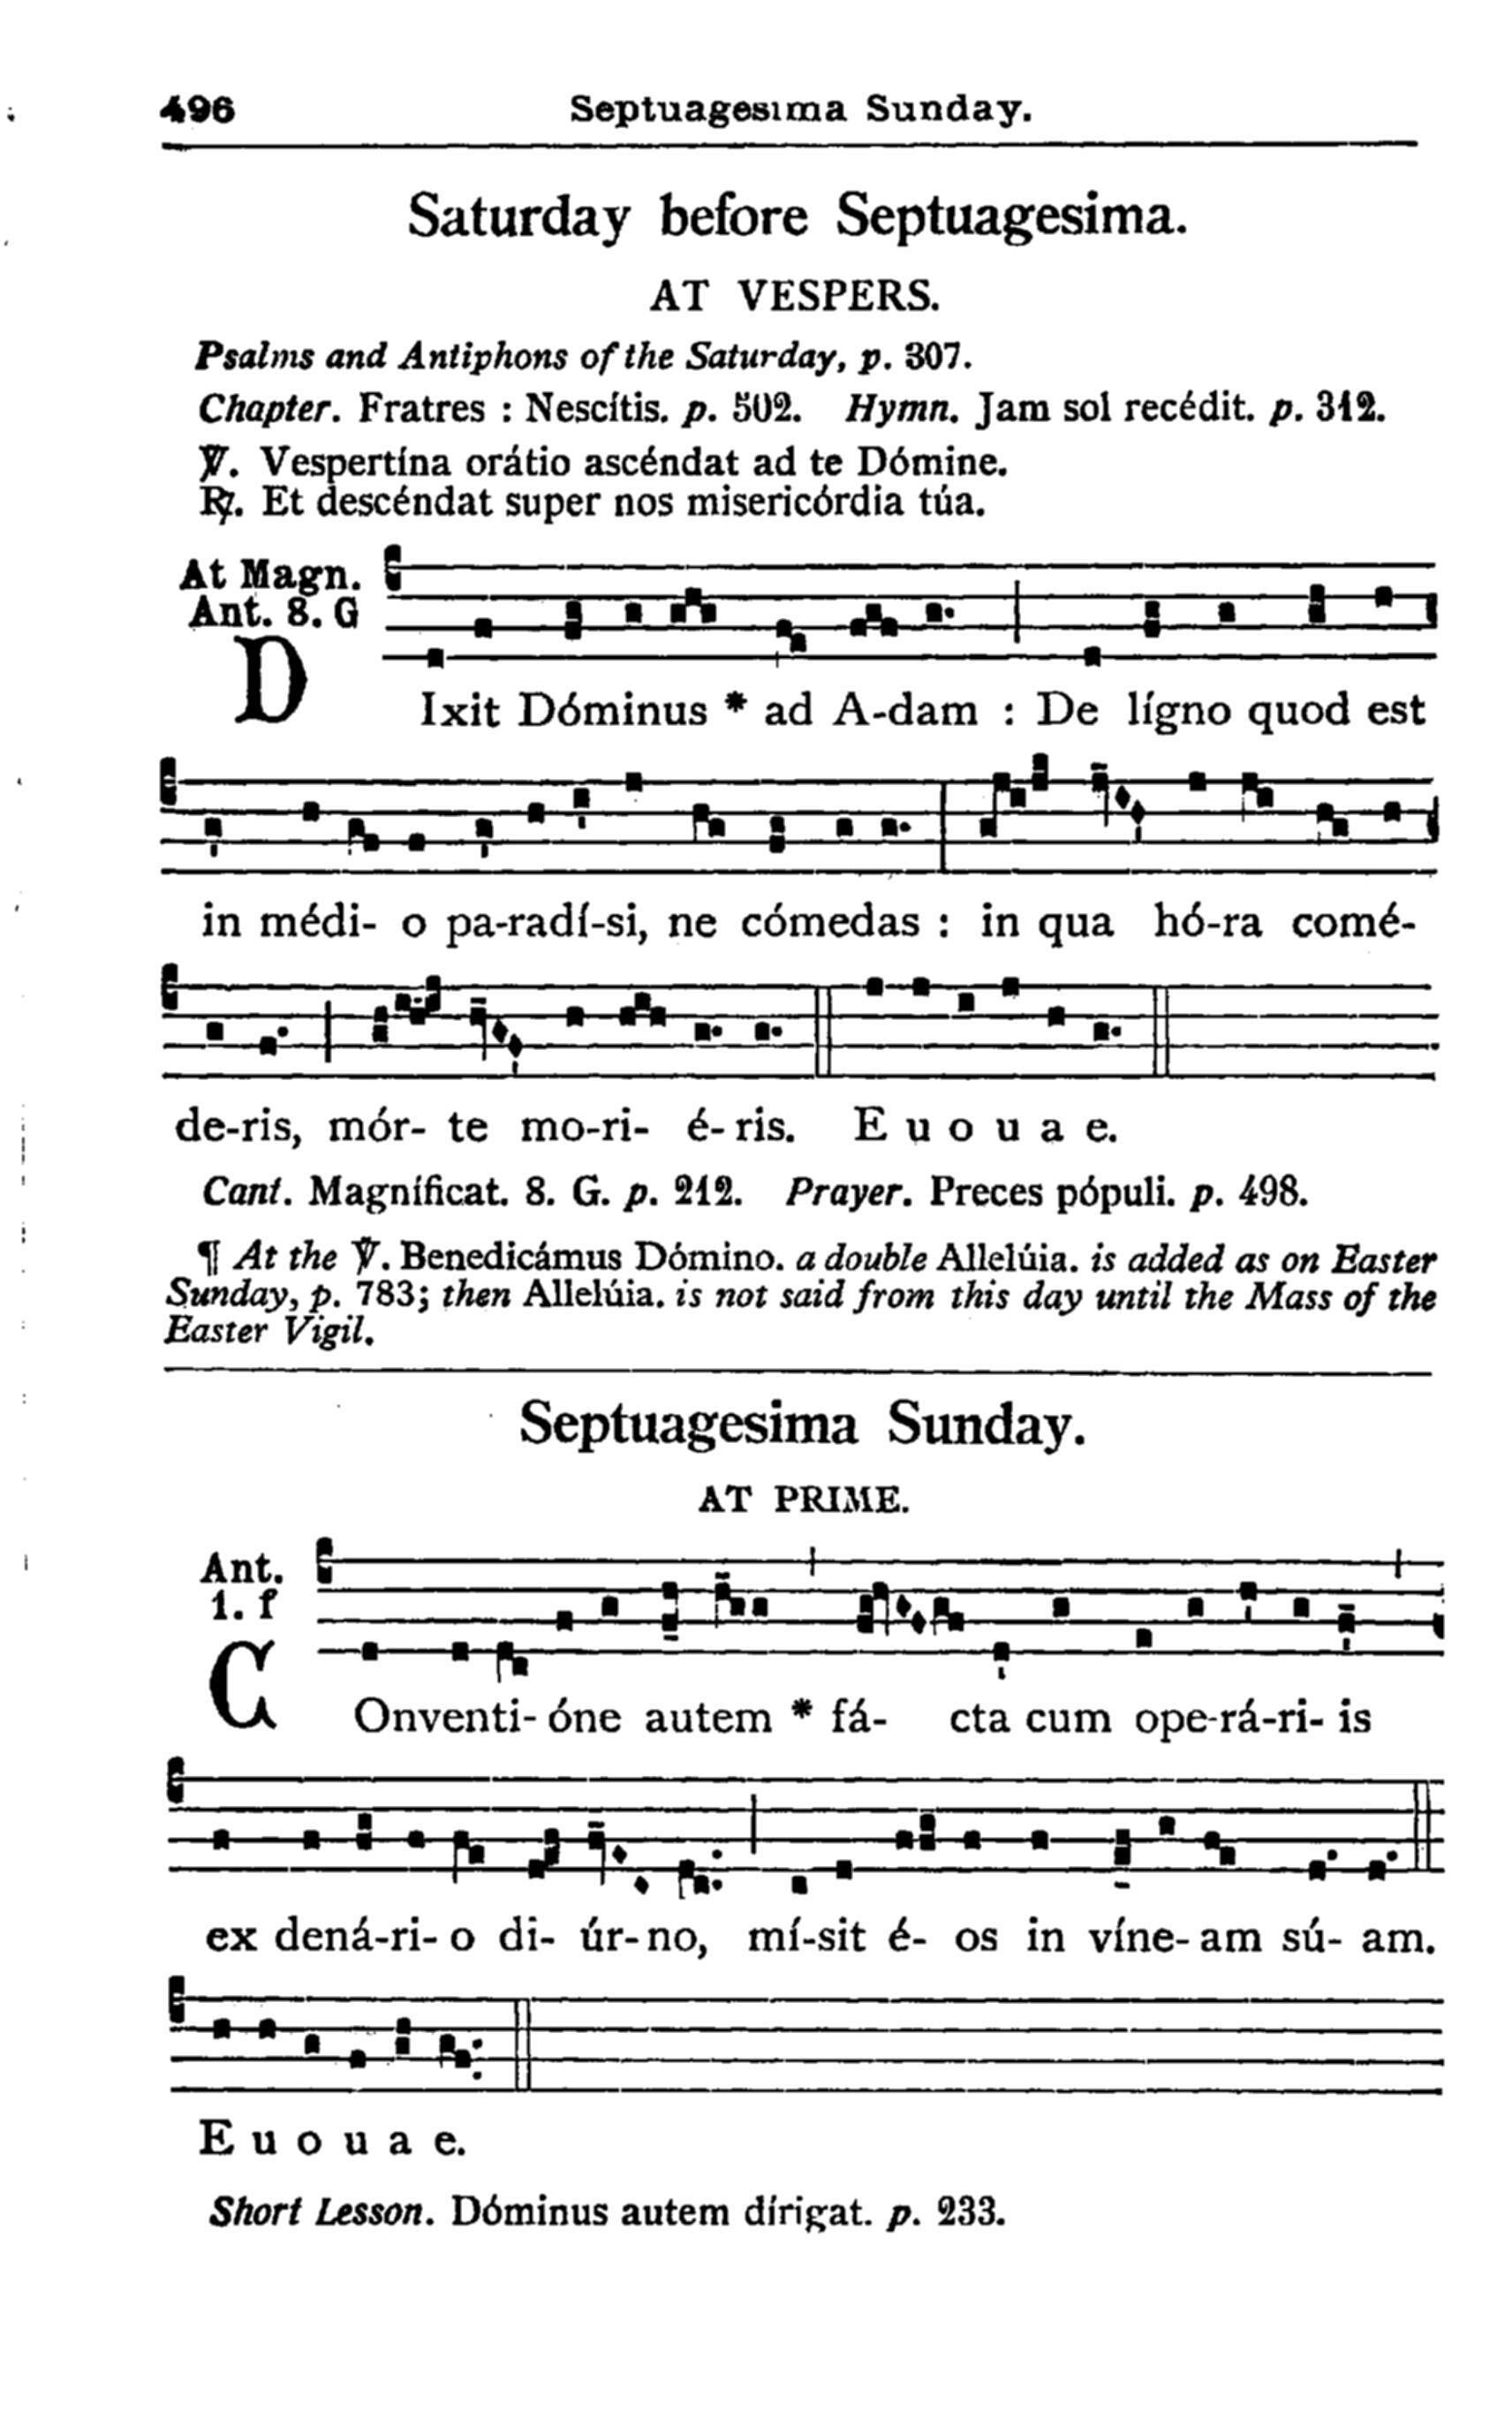 496
Septuagesima Sunday.
Saturday before Septuagesima.
AT VESPERS.
Psalms and Antiphons of the Saturday, p. 307.
Chapter. Fratres : Nescítis. p. 502. Hymn. Jam sol recédit. p. 312.
℣. Vespertína orátio ascéndat ad te Dómine.
℟. Et descéndat super nos misericórdia túa.
At Magn.
Ant. 8. G
DIxit Dóminus * ad A-dam : De lígno quod est
in médi- o pa-radí-si, ne cómedas : in qua hó-ra comé-
de-ris, mór- te mo-ri- é- ris. E u o u a e.
Cant. Magníficat. 8. G. p. 212. Prayer. Preces pópuli. p. 498.
¶ At the ℣. Benedicámus Dómino. a double Allelúia. is added as on Easter
Sunday, p. 783; then Allelúia. is not said from this day until the Mass of the
Easter Vigil.
Septuagesima Sunday.
AT PRIME.
Ant.
1. f
COnventi- óne autem * fá- cta cum ope-rá-ri- is
ex dená-ri- o di- úr- no, mí-sit é- os in víne- am sú- am.
E u o u a e.
Short Lesson. Dóminus autem dírigat. p. 233.